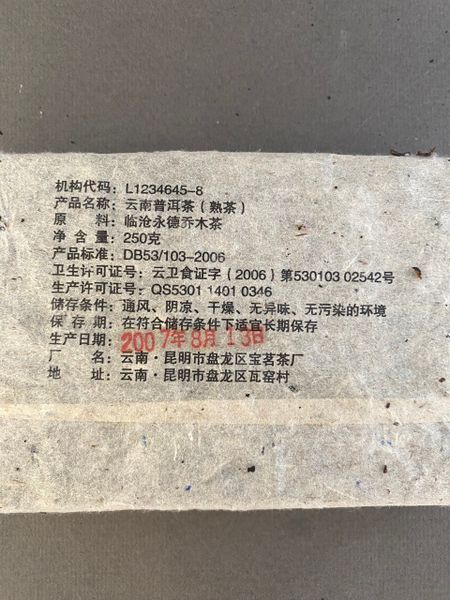 机构代码：L1234645-8
产品名称：云南普洱茶（熟茶）
原　　料：临沧永德乔木茶
净 含 量：250克
产品标准：DB53/103-2006
卫生许可证号：云卫食证字（2006）第530103 02542号
生产许可证号：QS5301 1401 0346
储存条件：通风、阴凉、干燥、无异味、无污染的环境
保 存 期：在符合储存条件下适宜长期保存
生产日期：2007年8月13日
厂　　名：云南·昆明市盘龙区宝茗茶厂
地　　址：云南·昆明市盘龙区瓦窑村